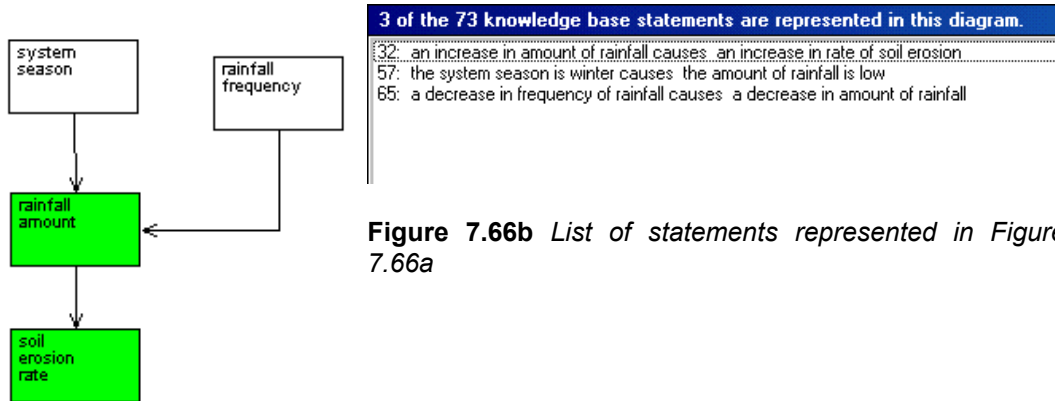 system
season
rainfall
frequency
rainfall
amount
soil
erosion
rate
3 of the 73 knowledge base statements are represented in this diagram.
32: an increase in amount of rainfall causes an increase in rate of soil erosion
57: the system season is winter causes the amount of rainfall is low
65: a decrease in frequency of rainfall causes a decrease in amount of rainfall
Figure 7.66b List of statements represented in Figure
7.66a